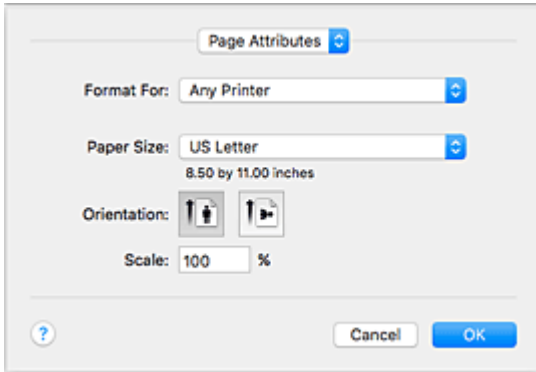 Page Attributes
Format For: Any Printer
Paper Size: US Letter
8.50 by 11.00 inches
Orientation:
Scale: 100 %
? Cancel OK